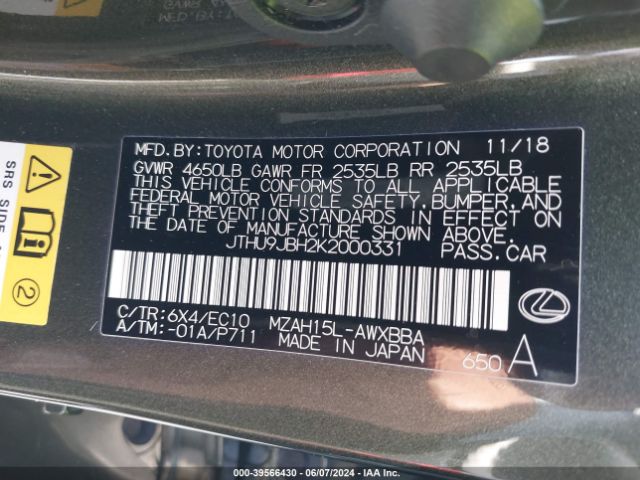 SRS SIDE A
2
MFD.BY:TOYOTA MOTOR CORPORATION 11/18
GVWR 4650LB GAWR FR 2535LB RR 2535LB
THIS VEHICLE CONFORMS TO ALL APPLICABLE
FEDERAL MOTOR VEHICLE SAFETY,BUMPER,AND
THEFT PREVENTION STANDARDS IN EFFECT ON
THE DATE OF MANUFACTURE SHOWN ABOVE.
JTHU9JBH2K2000331 PASS.CAR
C/TR:6X4/EC10 MZAH15L-AWXBBA
A/TM:-01A/P711 MADE IN JAPAN 650 A
000-39566430 - 06/07/2024 - IAA Inc.